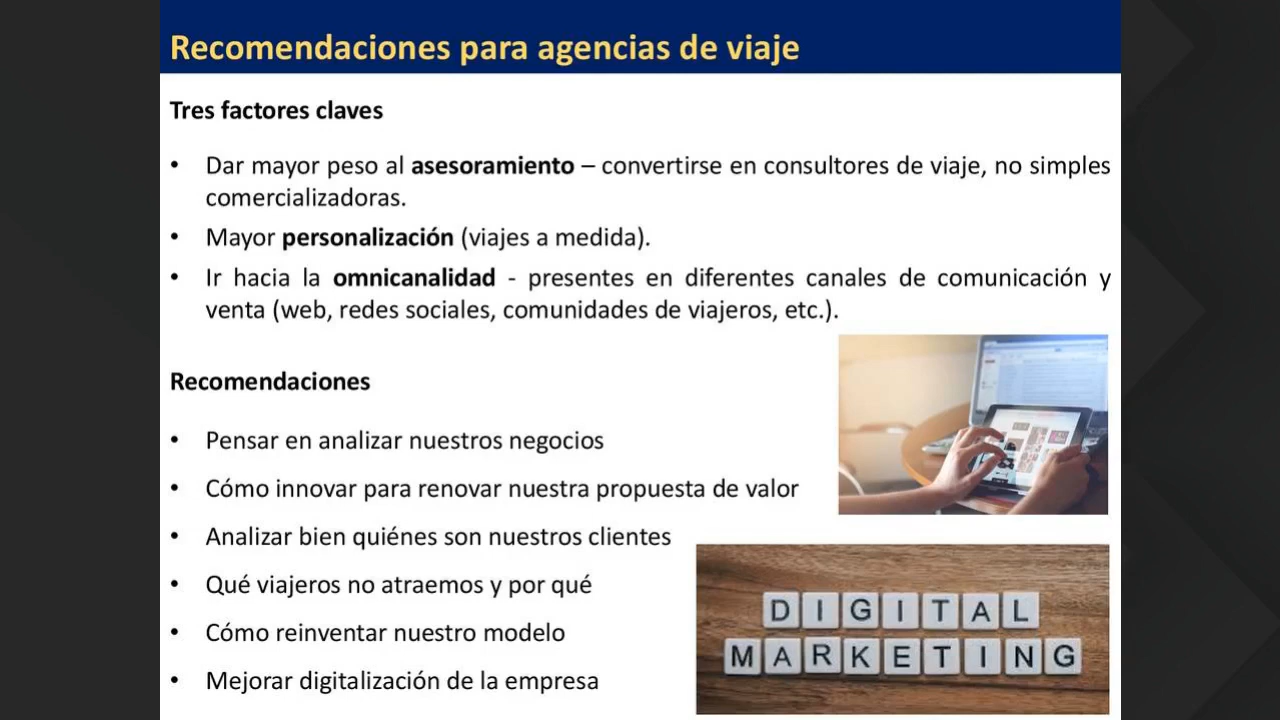 Recomendaciones para agencias de viaje
Tres factores claves
• Dar mayor peso al asesoramiento – convertirse en consultores de viaje, no simples
comercializadoras.
• Mayor personalización (viajes a medida).
• Ir hacia la omnicanalidad - presentes en diferentes canales de comunicación y
venta (web, redes sociales, comunidades de viajeros, etc.).
Recomendaciones
• Pensar en analizar nuestros negocios
• Cómo innovar para renovar nuestra propuesta de valor
• Analizar bien quiénes son nuestros clientes
• Qué viajeros no atraemos y por qué
• Cómo reinventar nuestro modelo
• Mejorar digitalización de la empresa
DIGITAL
MARKETING